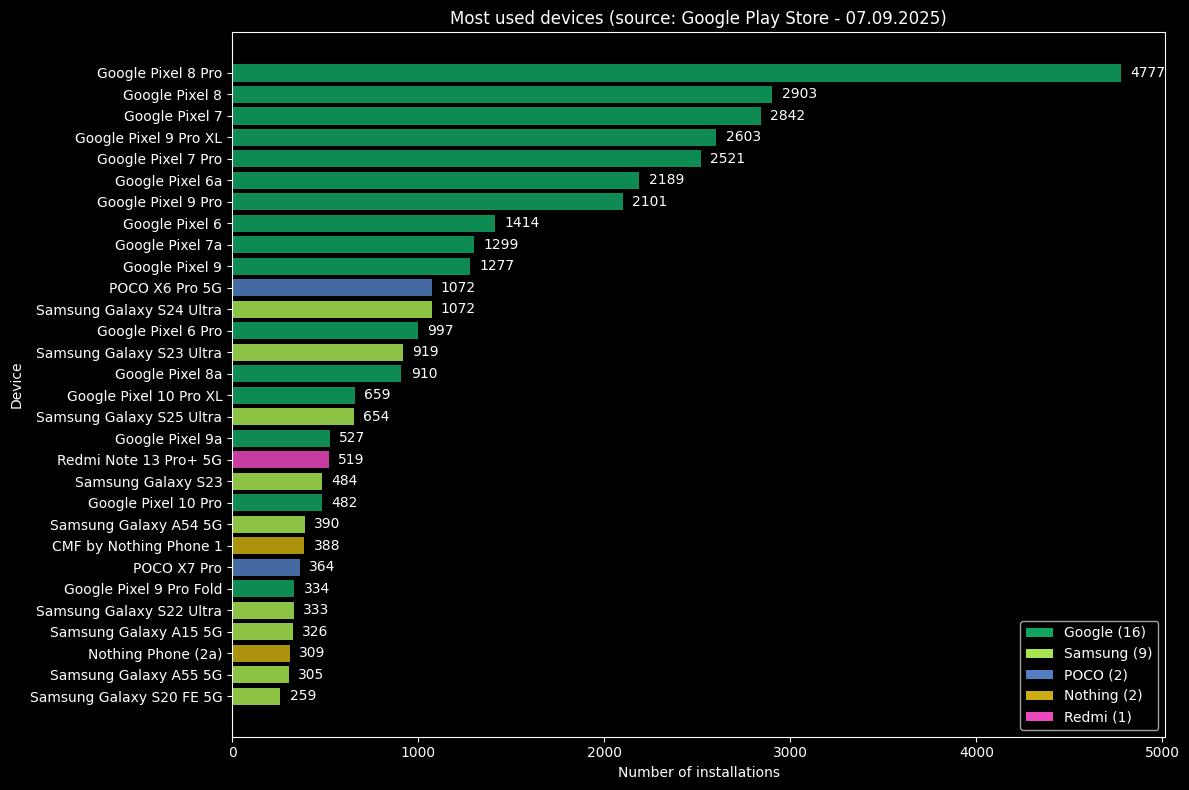 Most used devices (source: Google Play Store - 07.09.2025)
Device
Google Pixel 8 Pro 4777
Google Pixel 8 2903
Google Pixel 7 2842
Google Pixel 9 Pro XL 2603
Google Pixel 7 Pro 2521
Google Pixel 6a 2189
Google Pixel 9 Pro 2101
Google Pixel 6 1414
Google Pixel 7a 1299
Google Pixel 9 1277
POCO X6 Pro 5G 1072
Samsung Galaxy S24 Ultra 1072
Google Pixel 6 Pro 997
Samsung Galaxy S23 Ultra 919
Google Pixel 8a 910
Google Pixel 10 Pro XL 659
Samsung Galaxy S25 Ultra 654
Google Pixel 9a 527
Redmi Note 13 Pro+ 5G 519
Samsung Galaxy S23 484
Google Pixel 10 Pro 482
Samsung Galaxy A54 5G 390
CMF by Nothing Phone 1 388
POCO X7 Pro 364
Google Pixel 9 Pro Fold 334
Samsung Galaxy S22 Ultra 333
Samsung Galaxy A15 5G 326
Nothing Phone (2a) 309
Samsung Galaxy A55 5G 305
Samsung Galaxy S20 FE 5G 259
Google (16)
Samsung (9)
POCO (2)
Nothing (2)
Redmi (1)
0 1000 2000 3000 4000 5000
Number of installations